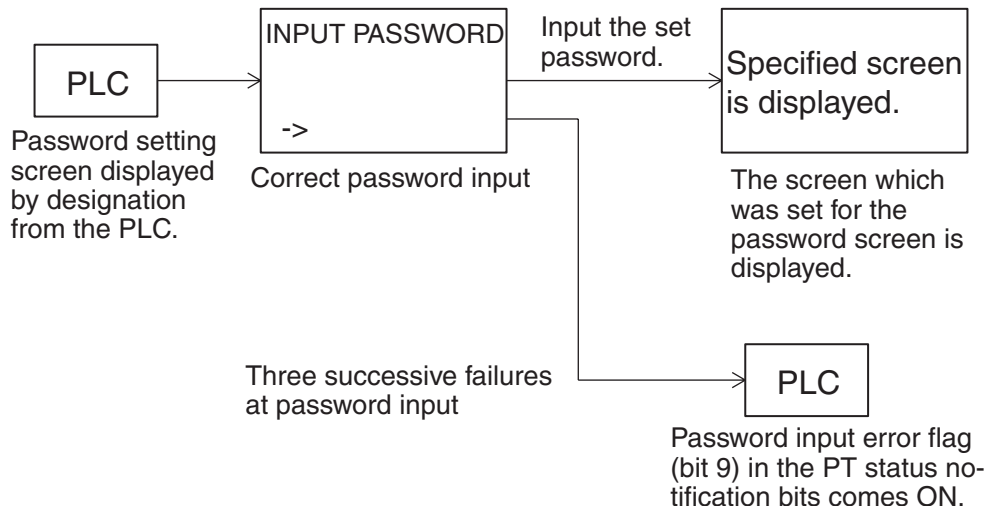 PLC
Password setting
screen displayed
by designation
from the PLC.
INPUT PASSWORD
->
Correct password input
Input the set
password.
Specified screen
is displayed.
The screen which
was set for the
password screen is
displayed.
Three successive failures
at password input
PLC
Password input error flag
(bit 9) in the PT status no-
tification bits comes ON.